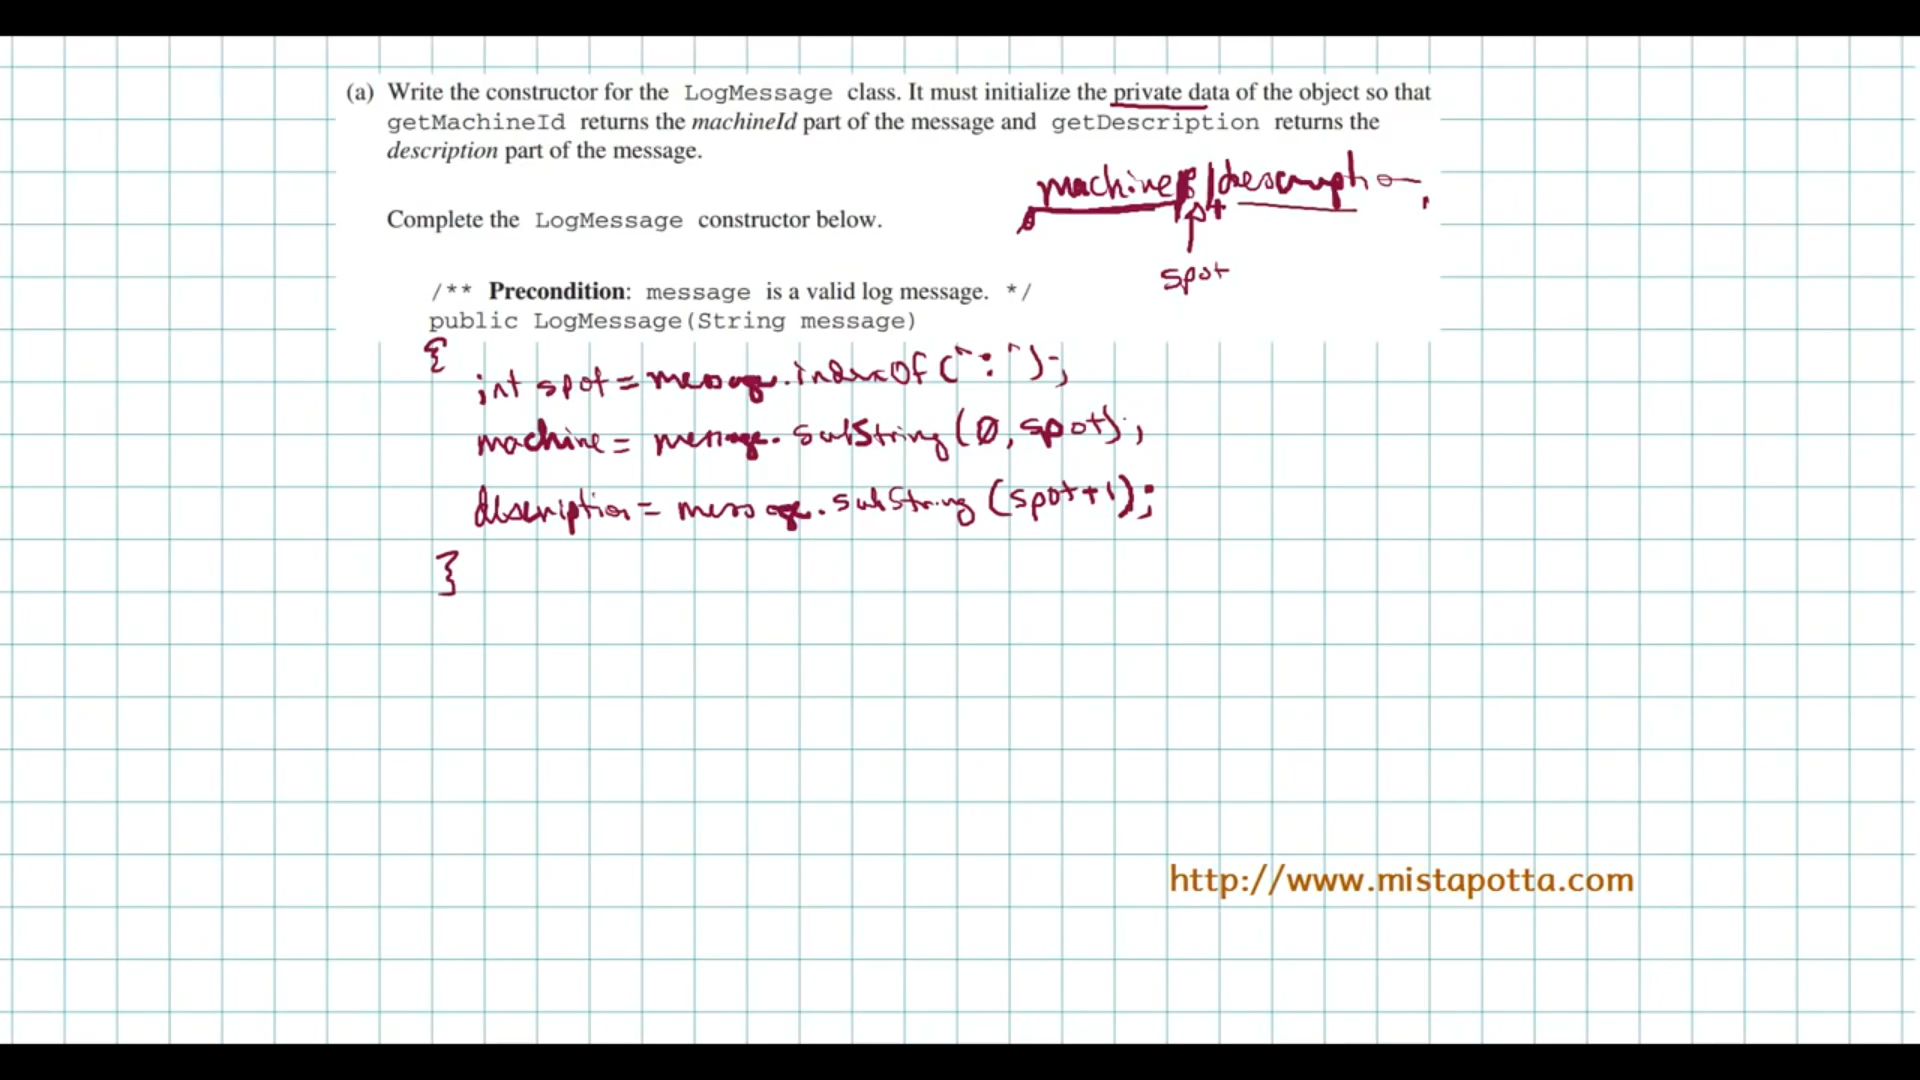 (a) Write the constructor for the LogMessage class. It must initialize the private data of the object so that
getMachineId returns the machineId part of the message and getDescription returns the
description part of the message.
machine: description
spot
Complete the LogMessage constructor below.
/** Precondition: message is a valid log message. */
public LogMessage(String message)
{
int spot = message.indexOf(":");
machine = message.subString(0, spot);
description = message.subString(spot+1);
}
http://www.mistapotta.com